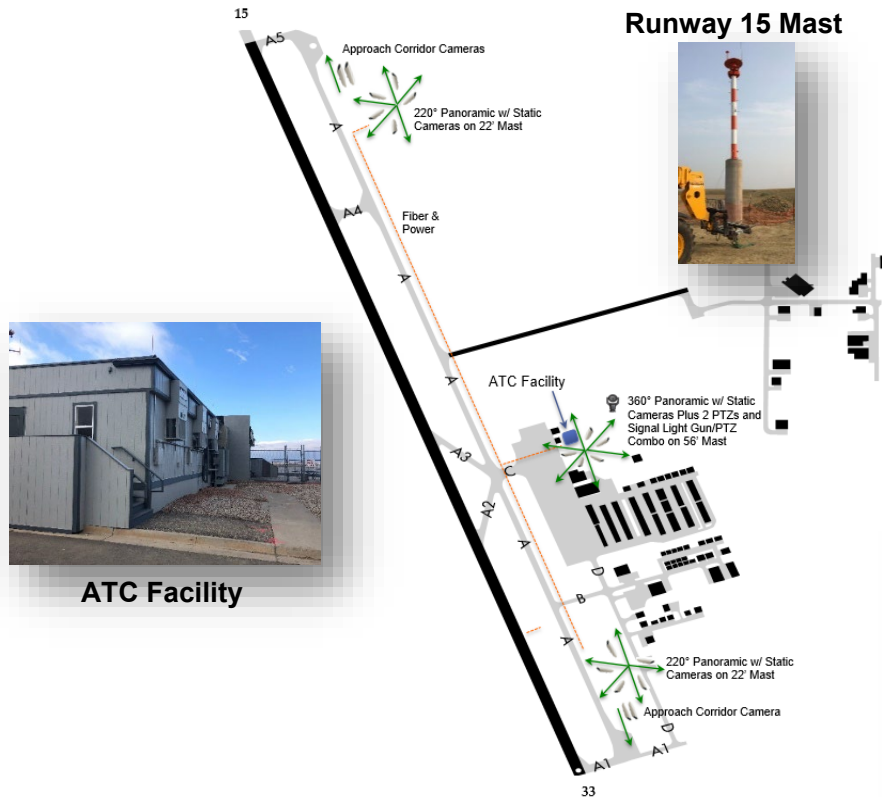 15
Runway 15 Mast
A5
Approach Corridor Cameras
220° Panoramic w/ Static
Cameras on 22' Mast
A
A4
Fiber &
Power
A
A
ATC Facility
360° Panoramic w/ Static
Cameras Plus 2 PTZs and
Signal Light Gun/PTZ
Combo on 56' Mast
A3
C
A2
A
D
B
ATC Facility
A
220° Panoramic w/ Static
Cameras on 22' Mast
Approach Corridor Camera
D
A1
A1
33